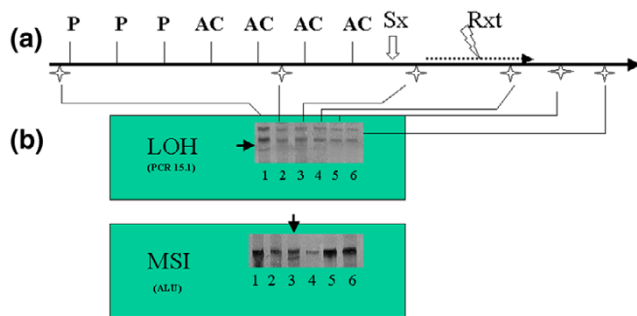 (a) P P P AC AC AC AC Sx Rxt
(b)
LOH
(PCR 15.1)
1 2 3 4 5 6
MSI
(ALU)
1 2 3 4 5 6